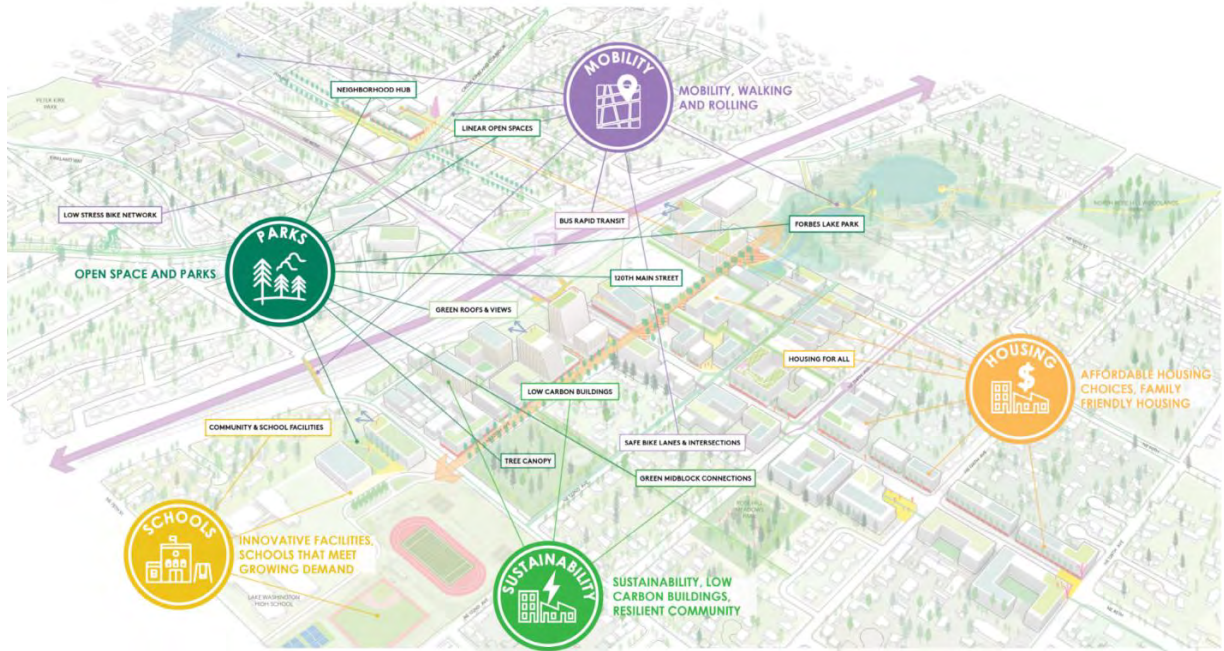 MOBILITY
MOBILITY, WALKING
AND ROLLING
NEIGHBORHOOD HUB
PETER KIRK
PARK
LINEAR OPEN SPACES
LOW STRESS BIKE NETWORK
BUS RAPID TRANSIT
FORBES LAKE PARK
PARKS
OPEN SPACE AND PARKS
120TH MAIN STREET
GREEN ROOFS & VIEWS
HOUSING FOR ALL
HOUSING
AFFORDABLE HOUSING
CHOICES, FAMILY
FRIENDLY HOUSING
LOW CARBON BUILDINGS
COMMUNITY & SCHOOL FACILITIES
SAFE BIKE LANES & INTERSECTIONS
TREE CANOPY
GREEN MIDBLOCK CONNECTIONS
SCHOOLS
INNOVATIVE FACILITIES,
SCHOOLS THAT MEET
GROWING DEMAND
LAKE WASHINGTON
HIGH SCHOOL
SUSTAINABILITY
SUSTAINABILITY, LOW
CARBON BUILDINGS,
RESILIENT COMMUNITY